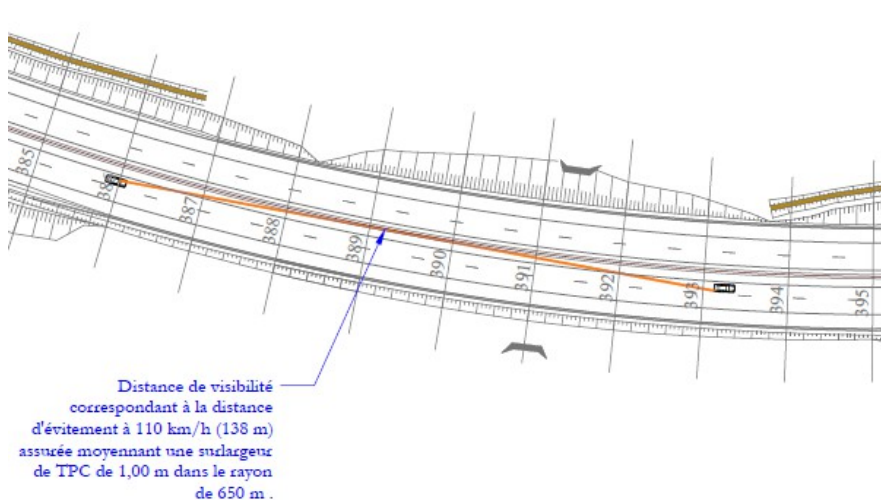 385
38
387
388
389
390
391
392
393
394
395
Distance de visibilité
correspondant à la distance
d'évitement à 110 km/h (138 m)
assurée moyennant une surlargeur
de TPC de 1,00 m dans le rayon
de 650 m .